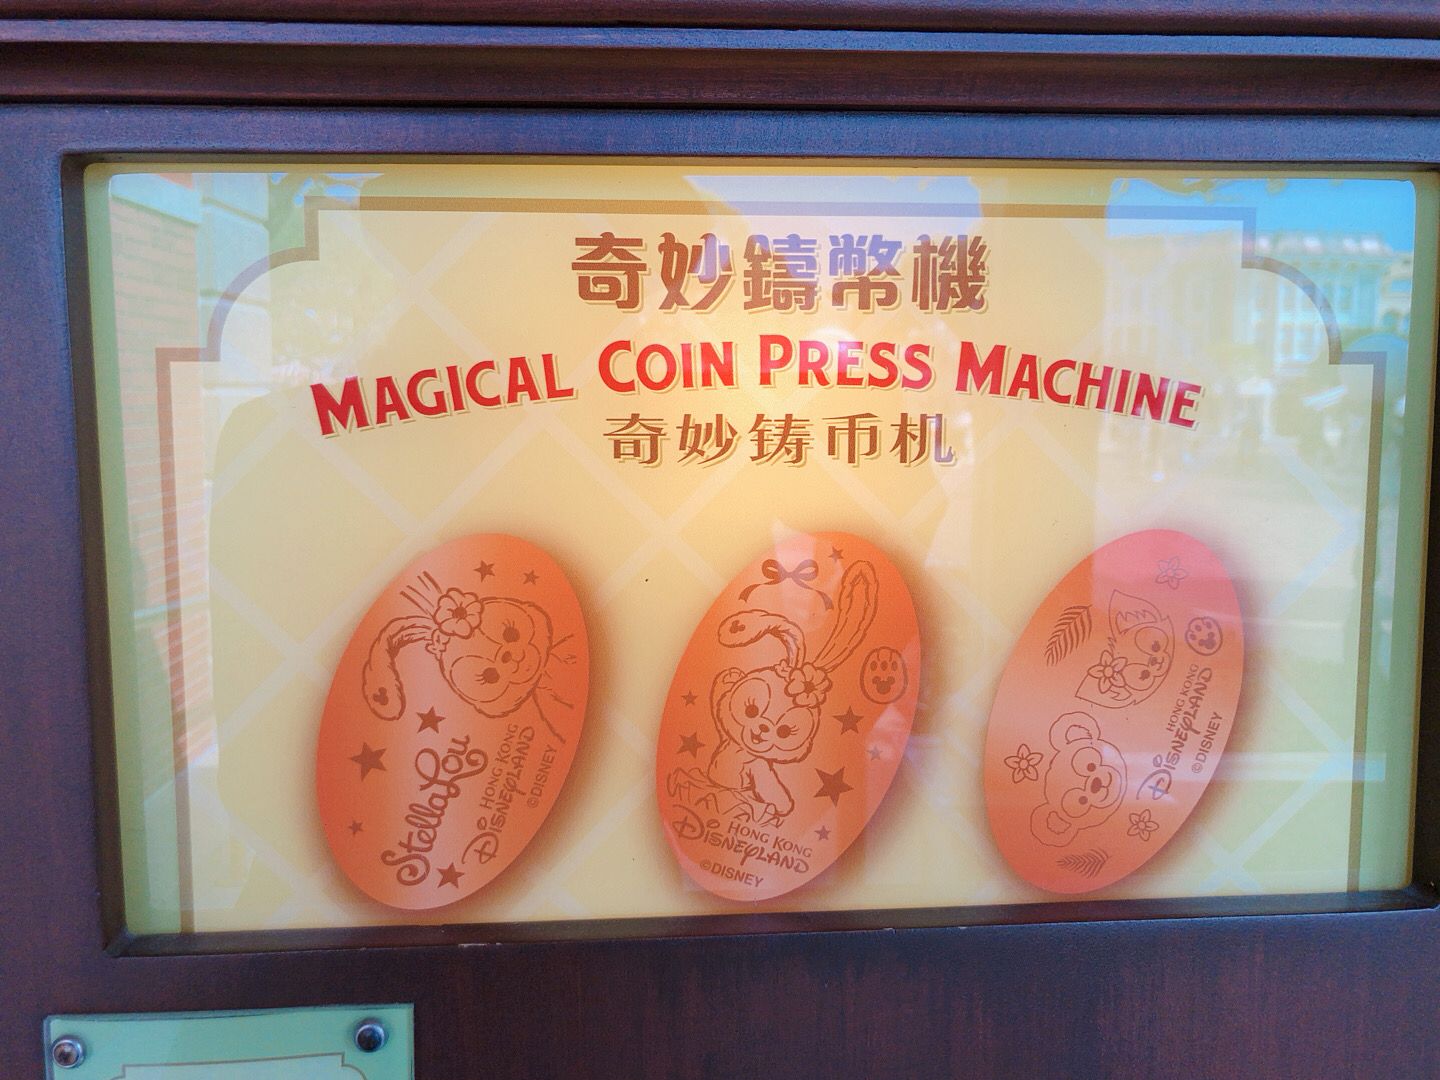 奇妙鑄幣機
MAGICAL COIN PRESS MACHINE
奇妙铸币机
StellaLou
HONG KONG
DISNEYLAND
©DISNEY
HONG KONG
DISNEYLAND
©DISNEY
HONG KONG
DISNEYLAND
©DISNEY